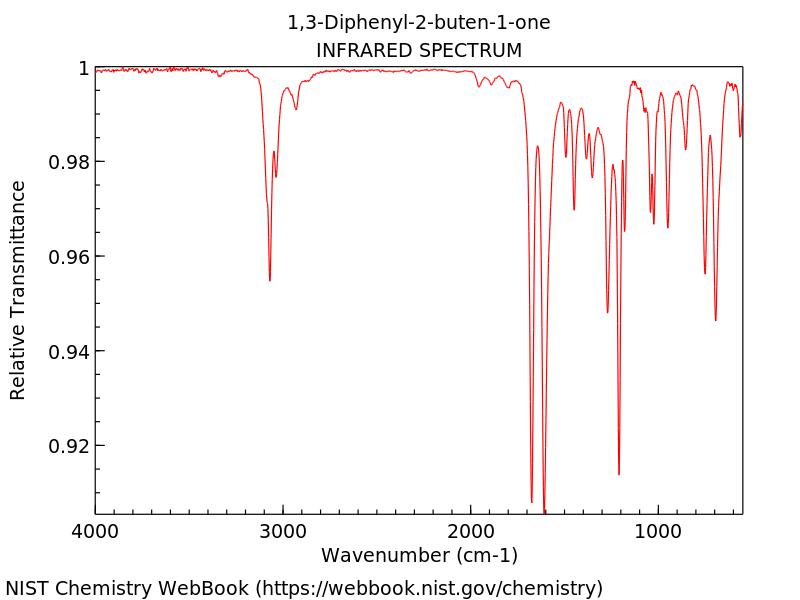 1,3-Diphenyl-2-buten-1-one
INFRARED SPECTRUM
1
0.98
0.96
0.94
0.92
Relative Transmittance
4000 3000 2000 1000
Wavenumber (cm-1)
NIST Chemistry WebBook (https://webbook.nist.gov/chemistry)